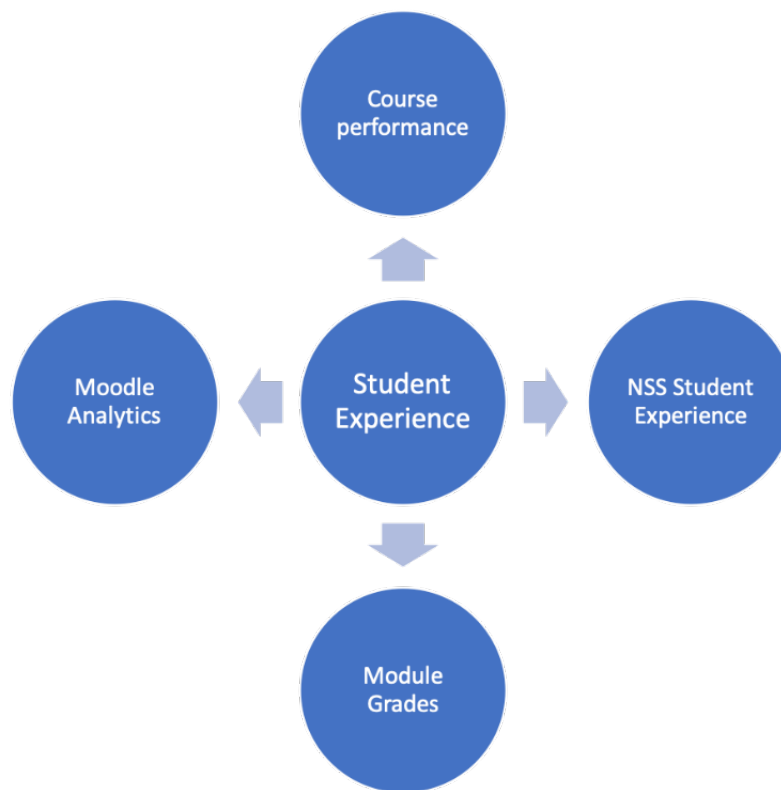 Course
performance
Moodle
Analytics
Student
Experience
NSS Student
Experience
Module
Grades